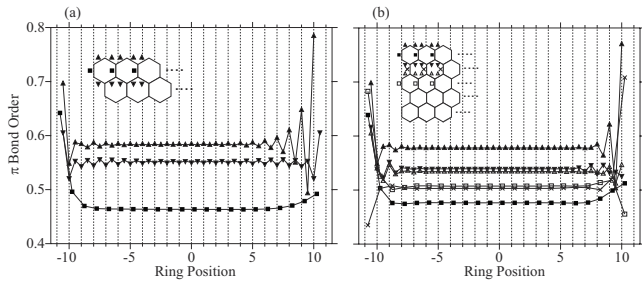 (a)
(b)
0.8
0.7
0.6
0.5
0.4
π Bond Order
-10 -5 0 5 10
-10 -5 0 5 10
Ring Position
Ring Position